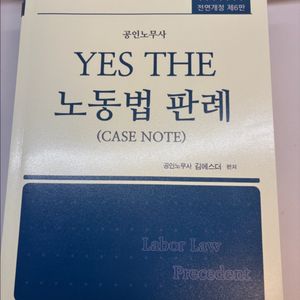 전면개정 제6판
공인노무사
YES THE
노동법 판례
(CASE NOTE)
공인노무사 김에스더 편저
Labor Law
Precedent